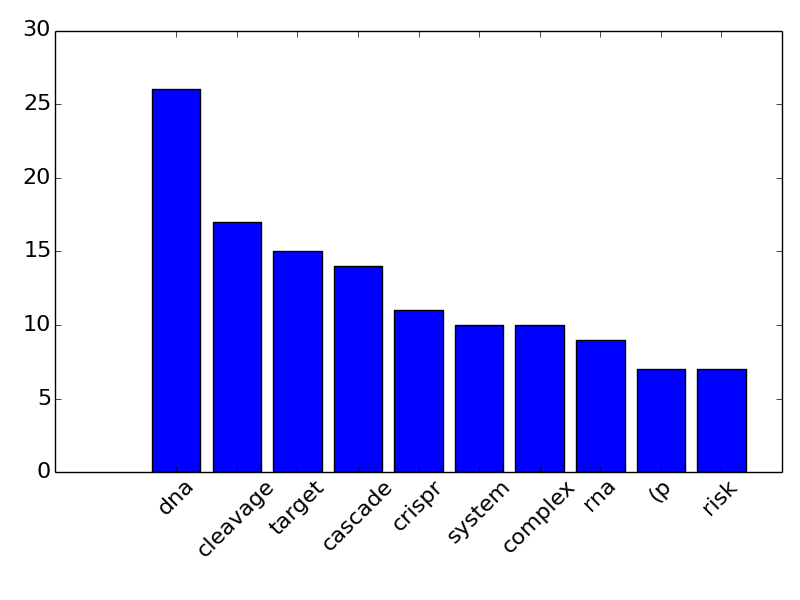 30
25
20
15
10
5
0
dna
cleavage
target
cascade
crispr
system
complex
rna
(p
risk